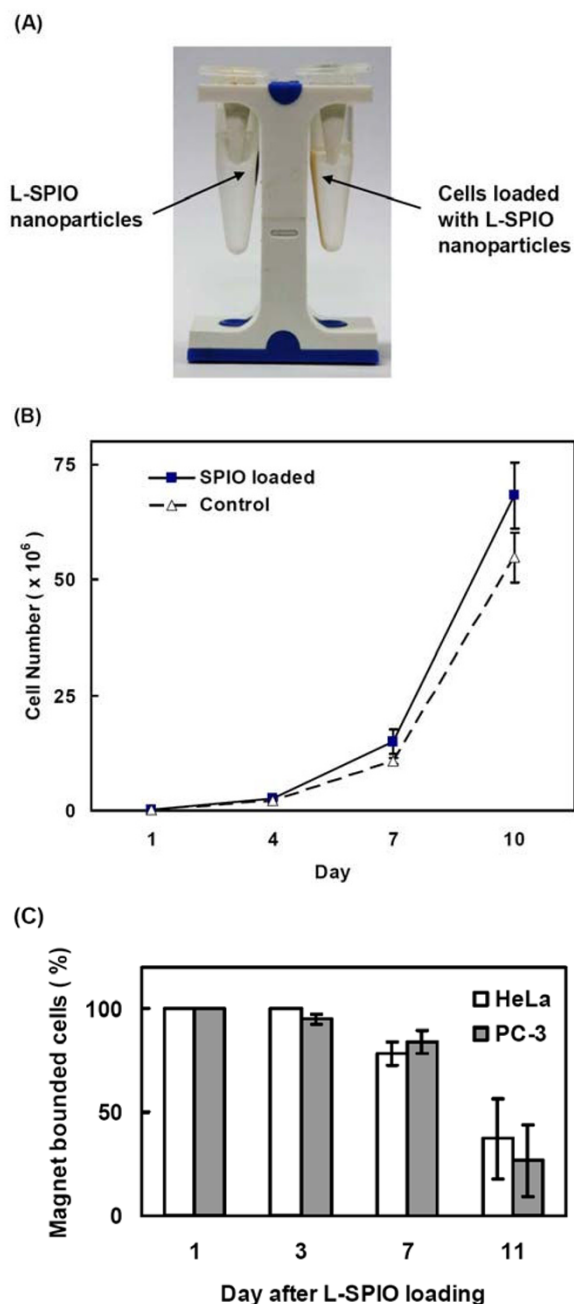 (A)
L-SPIO
nanoparticles
Cells loaded
with L-SPIO
nanoparticles
(B)
75
50
25
0
SPIO loaded
Control
Cell Number ( x 10⁶ )
1 4 7 10
Day
(C)
100
50
0
HeLa
PC-3
Magnet bounded cells ( %)
1 3 7 11
Day after L-SPIO loading